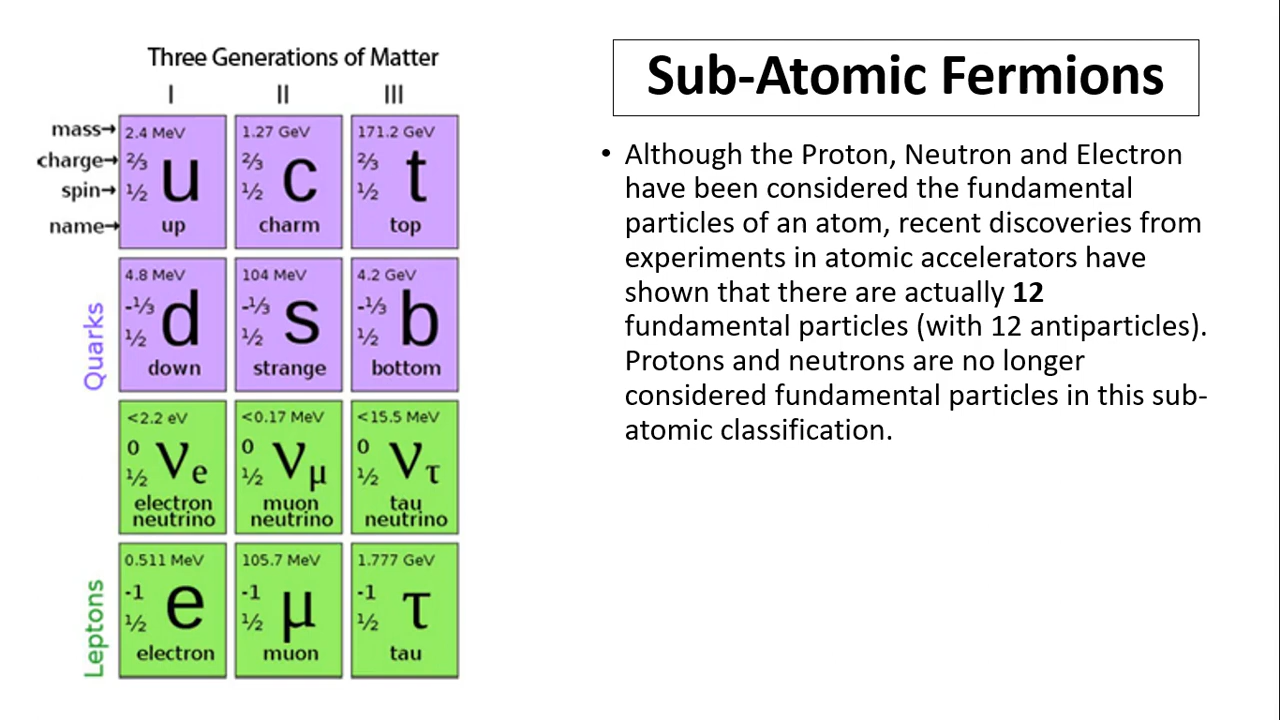 Three Generations of Matter
I II III
mass→ 2.4 MeV 1.27 GeV 171.2 GeV
charge→ ⅔ u ⅔ c ⅔ t
spin→ ½ ½ ½
name→ up charm top
Quarks
4.8 MeV 104 MeV 4.2 GeV
-⅓ d -⅓ s -⅓ b
½ ½ ½
down strange bottom
<2.2 eV <0.17 MeV <15.5 MeV
0 νe 0 νμ 0 ντ
½ ½ ½
electron muon tau
neutrino neutrino neutrino
Leptons
0.511 MeV 105.7 MeV 1.777 GeV
-1 e -1 μ -1 τ
½ ½ ½
electron muon tau
Sub-Atomic Fermions
• Although the Proton, Neutron and Electron
have been considered the fundamental
particles of an atom, recent discoveries from
experiments in atomic accelerators have
shown that there are actually 12
fundamental particles (with 12 antiparticles).
Protons and neutrons are no longer
considered fundamental particles in this sub-
atomic classification.